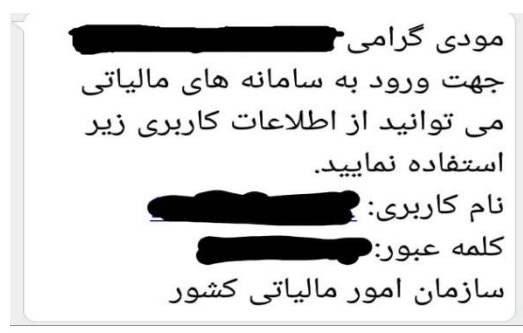 مودی گرامی
جهت ورود به سامانه های مالیاتی
می توانید از اطلاعات کاربری زیر
استفاده نمایید.
نام کاربری:
کلمه عبور:
سازمان امور مالیاتی کشور